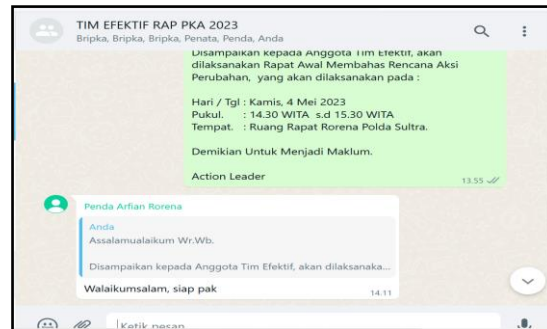 TIM EFEKTIF RAP PKA 2023
Bripka, Bripka, Bripka, Penata, Penda, Anda
Disampaikan kepada Anggota Tim Efektif, akan
dilaksanakan Rapat Awal Membahas Rencana Aksi
Perubahan, yang akan dilaksanakan pada :
Hari / Tgl : Kamis, 4 Mei 2023
Pukul. : 14.30 WITA s.d 15.30 WITA
Tempat. : Ruang Rapat Rorena Polda Sultra.
Demikian Untuk Menjadi Maklum.
Action Leader
13.55
Penda Arfian Rorena
Anda
Assalamualaikum Wr.Wb.
Disampaikan kepada Anggota Tim Efektif, akan dilaksanaka...
Walaikumsalam, siap pak
14.11
Ketik pesan